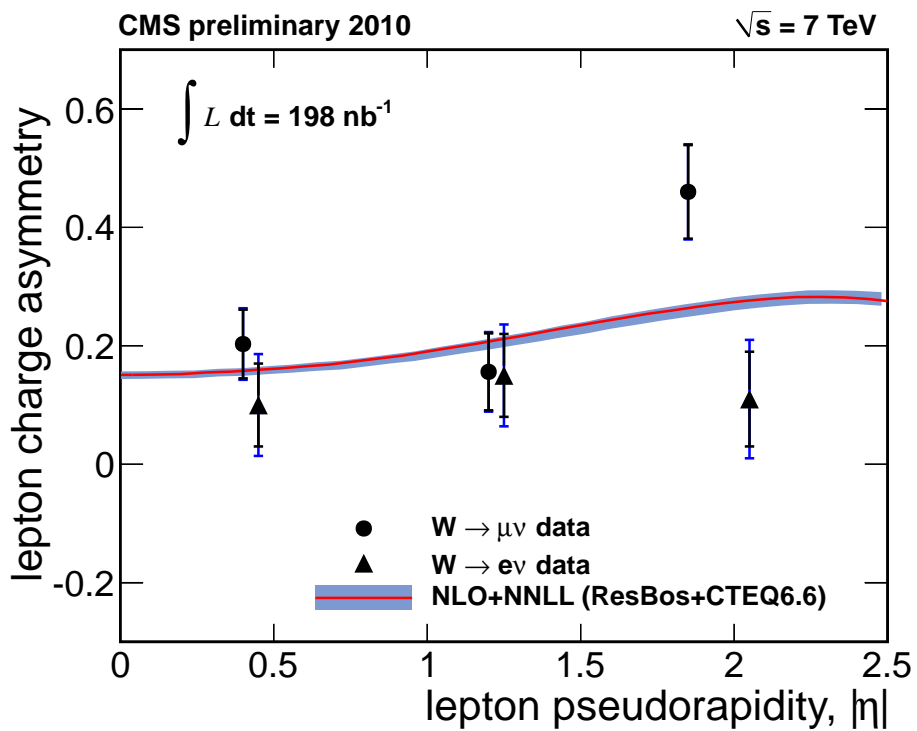 CMS preliminary 2010
√s = 7 TeV
∫ L dt = 198 nb⁻¹
lepton charge asymmetry
0.6
0.4
0.2
0
-0.2
W → μν data
W → eν data
NLO+NNLL (ResBos+CTEQ6.6)
0 0.5 1 1.5 2 2.5
lepton pseudorapidity, |η|